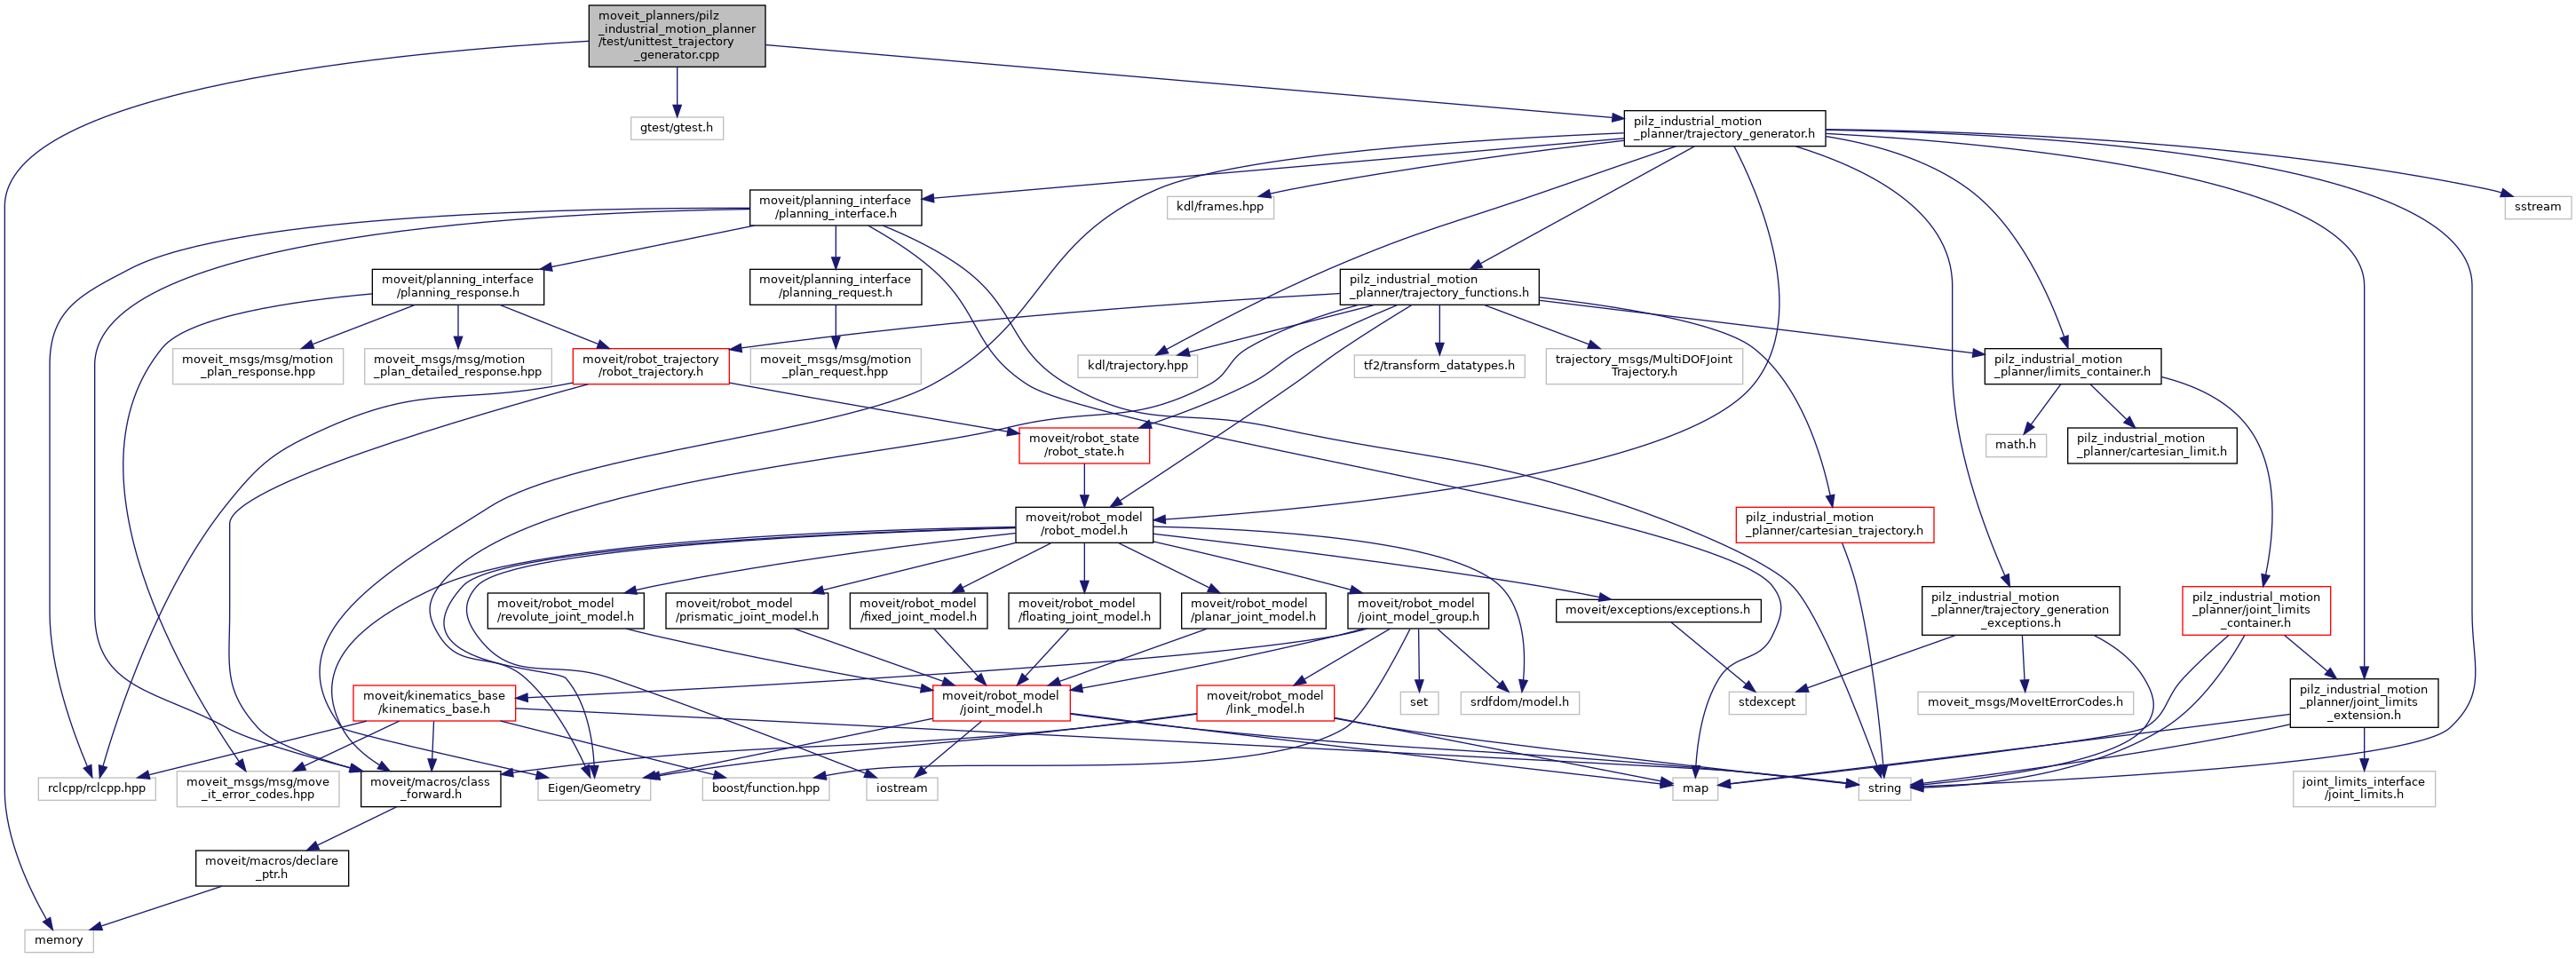 moveit_planners/pilz
_industrial_motion_planner
/test/unittest_trajectory
_generator.cpp
gtest/gtest.h
pilz_industrial_motion
_planner/trajectory_generator.h
moveit/planning_interface
/planning_interface.h
kdl/frames.hpp
sstream
moveit/planning_interface
/planning_response.h
moveit/planning_interface
/planning_request.h
pilz_industrial_motion
_planner/trajectory_functions.h
moveit_msgs/msg/motion
_plan_response.hpp
moveit_msgs/msg/motion
_plan_detailed_response.hpp
moveit/robot_trajectory
/robot_trajectory.h
moveit_msgs/msg/motion
_plan_request.hpp
kdl/trajectory.hpp
tf2/transform_datatypes.h
trajectory_msgs/MultiDOFJoint
Trajectory.h
pilz_industrial_motion
_planner/limits_container.h
moveit/robot_state
/robot_state.h
math.h
pilz_industrial_motion
_planner/cartesian_limit.h
moveit/robot_model
/robot_model.h
pilz_industrial_motion
_planner/cartesian_trajectory.h
moveit/robot_model
/revolute_joint_model.h
moveit/robot_model
/prismatic_joint_model.h
moveit/robot_model
/fixed_joint_model.h
moveit/robot_model
/floating_joint_model.h
moveit/robot_model
/planar_joint_model.h
moveit/robot_model
/joint_model_group.h
moveit/exceptions/exceptions.h
pilz_industrial_motion
_planner/trajectory_generation
_exceptions.h
pilz_industrial_motion
_planner/joint_limits
_container.h
moveit/kinematics_base
/kinematics_base.h
moveit/robot_model
/joint_model.h
moveit/robot_model
/link_model.h
set
srdfdom/model.h
stdexcept
moveit_msgs/MoveItErrorCodes.h
pilz_industrial_motion
_planner/joint_limits
_extension.h
rclcpp/rclcpp.hpp
moveit_msgs/msg/move
_it_error_codes.hpp
moveit/macros/class
_forward.h
Eigen/Geometry
boost/function.hpp
iostream
map
string
joint_limits_interface
/joint_limits.h
moveit/macros/declare
_ptr.h
memory